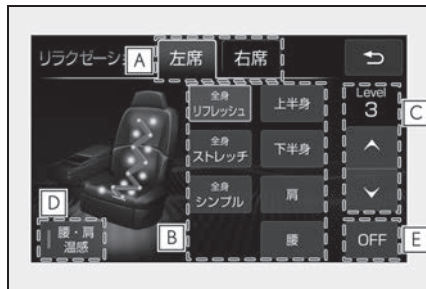 リラクゼーショ
A
左席
右席
全身
リフレッシュ
上半身
Level
3
C
全身
ストレッチ
下半身
全身
シンプル
肩
D
腰・肩
温感
B
腰
OFF
E